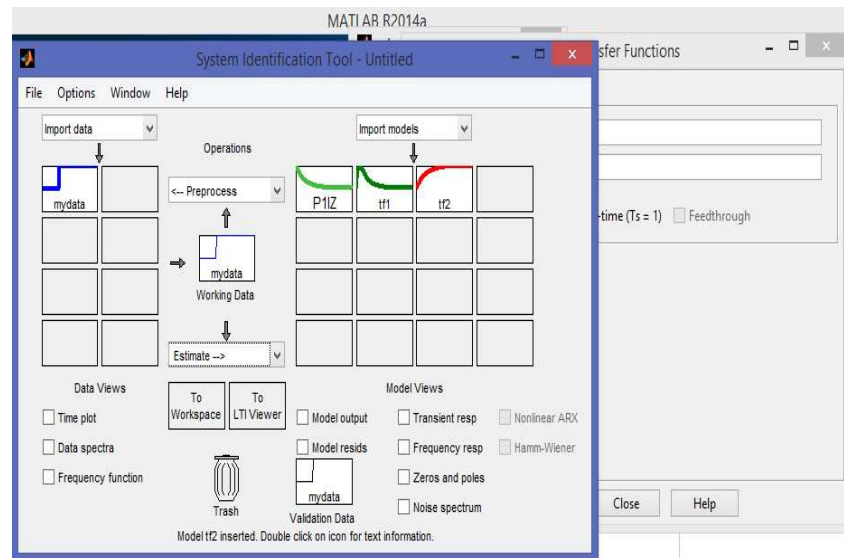 MATLAB R2014a
System Identification Tool - Untitled
sfer Functions
File Options Window Help
Import data
Import models
Operations
<-- Preprocess
mydata
P1IZ
tf1
tf2
-time (Ts = 1) Feedthrough
mydata
Working Data
Estimate -->
Data Views
To Workspace
To LTI Viewer
Model Views
Time plot
Model output
Transient resp
Nonlinear ARX
Data spectra
Model resids
Frequency resp
Hamm-Wiener
Frequency function
Zeros and poles
mydata
Noise spectrum
Trash
Validation Data
Close
Help
Model tf2 inserted. Double click on icon for text information.